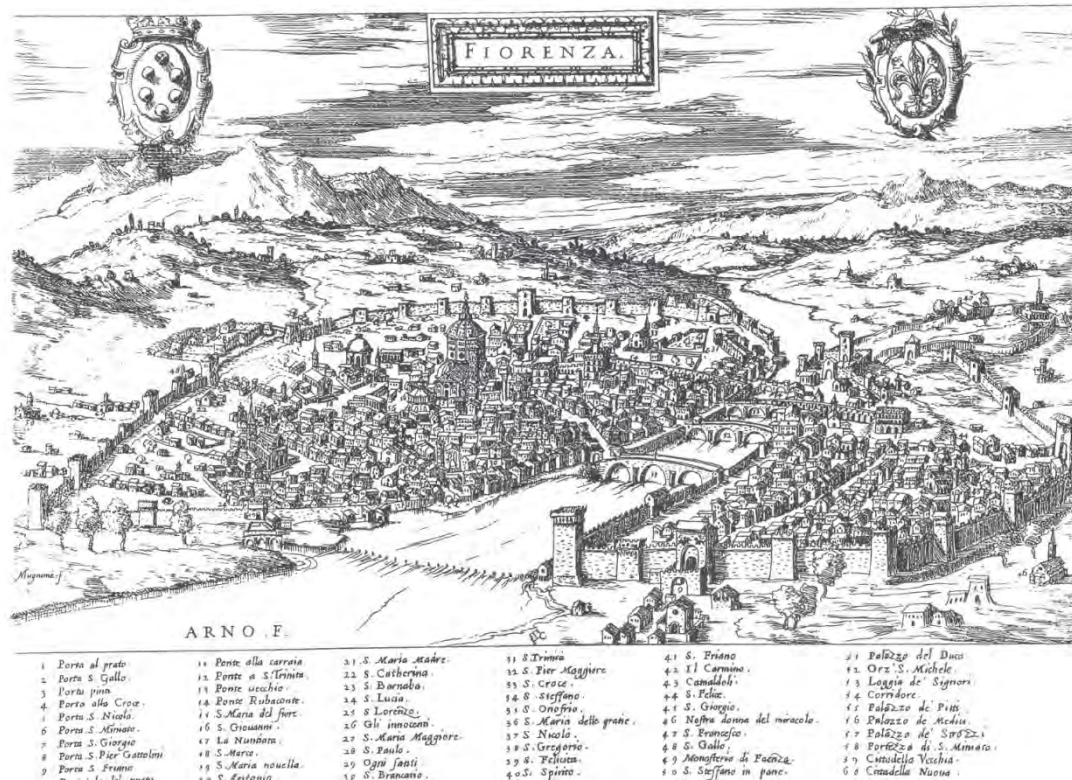 FIORENZA.
Mugnone f.
46
ARNO . F.
1 Porta al prato
2 Porta S. Gallo.
3 Porta pinti
4 Porta alla Croce.
5 Porta S. Nicolo.
6 Porta S. Miniato.
7 Porta S. Giorgio
8 Porta S. Pier Gattolini
9 Porta S. Friano
11 Ponte alla carraia
12 Ponte a S. Trinita.
13 Ponte vecchio
14 Ponte Rubaconte.
15 S. Maria del fiore.
16 S. Giovanni.
17 La Nuntiata.
18 S. Marco.
19 S. Maria nouella
20 S. Antonio
21 S. Maria Madre.
22 S. Catherina.
23 S. Barnaba.
24 S. Lucia.
25 S Lorenzo.
26 Gli innocenti.
27 S. Maria Maggiore
28 S. Paulo.
29 Ogni santi
30 S. Brancatio
31 S Trinita
32 S. Pier Maggiore
33 S. Croce.
34 S. Steffano
35 S. Onofrio.
36 S. Maria delle gratie.
37 S Nicolo.
38 S. Gregorio.
39 S. Felicita.
40 S. Spirito.
41 S. Friano
42 Il Carmino.
43 Camaldoli.
44 S. Felice.
45 S. Giorgio.
46 Nostra donna del miracolo.
47 S. Francesco.
48 S. Gallo.
49 Monasterio di Faenza.
50 S. Steffano in pane.
51 Palazzo del Duca
52 Orz' S. Michele.
53 Loggia de' Signori.
54 Corridore.
55 Palazzo de' Pitti
56 Palazzo de Medici.
57 Palazzo de' Strozzi
58 Fortezza di S. Miniato.
59 Cittadella Vecchia.
60 Cittadella Nuova